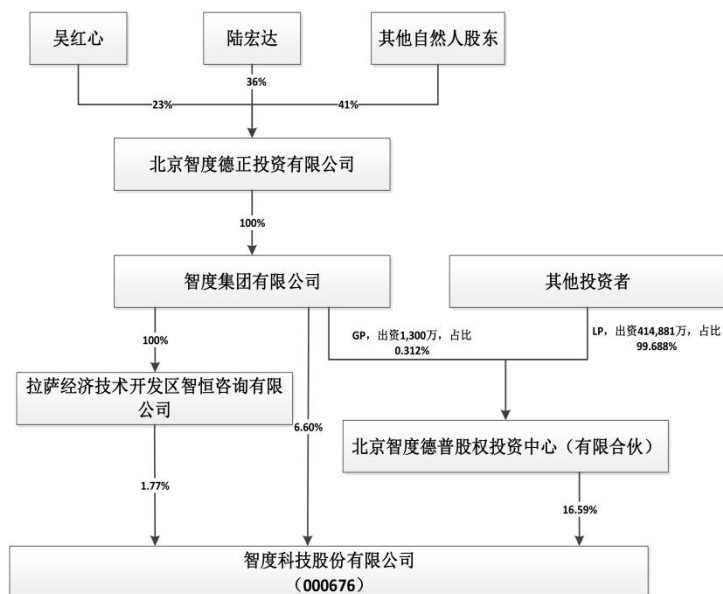 吴红心
陆宏达
其他自然人股东
36%
23%
41%
北京智度德正投资有限公司
100%
智度集团有限公司
其他投资者
100%
GP，出资1,300万，占比
0.312%
LP，出资414,881万，占比
99.688%
拉萨经济技术开发区智恒咨询有限
公司
6.60%
北京智度德普股权投资中心（有限合伙）
1.77%
16.59%
智度科技股份有限公司
（000676）